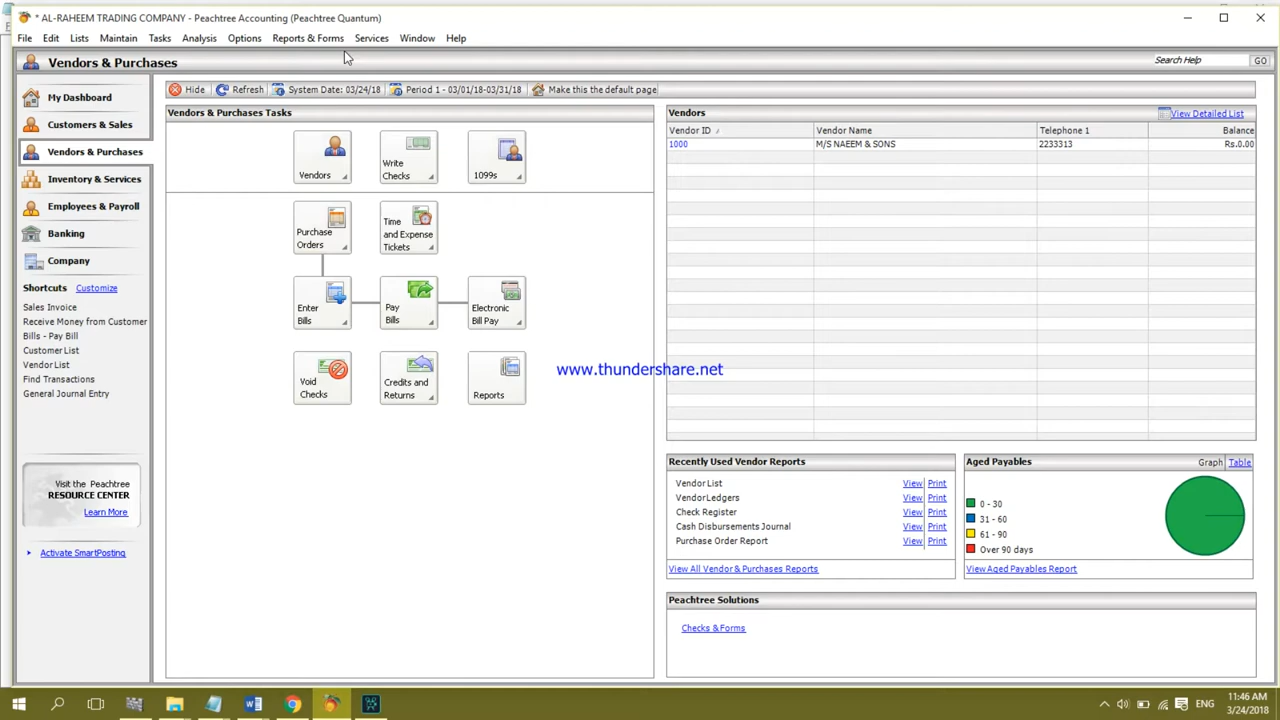 * AL-RAHEEM TRADING COMPANY - Peachtree Accounting (Peachtree Quantum)
File Edit Lists Maintain Tasks Analysis Options Reports & Forms Services Window Help
Vendors & Purchases
Search Help GO
Hide Refresh System Date: 03/24/18 Period 1 - 03/01/18-03/31/18 Make this the default page
My Dashboard
Customers & Sales
Vendors & Purchases
Inventory & Services
Employees & Payroll
Banking
Company
Shortcuts Customize
Sales Invoice
Receive Money from Customer
Bills - Pay Bill
Customer List
Vendor List
Find Transactions
General Journal Entry
Visit the Peachtree
RESOURCE CENTER
Learn More
Activate SmartPosting
Vendors & Purchases Tasks
Vendors
Write
Checks
1099s
Purchase
Orders
Time
and Expense
Tickets
Enter
Bills
Pay
Bills
Electronic
Bill Pay
Void
Checks
Credits and
Returns
Reports
www.thundershare.net
Vendors View Detailed List
Vendor ID Vendor Name Telephone 1 Balance
1000 M/S NAEEM & SONS 2233313 Rs.0.00
Recently Used Vendor Reports
Vendor List View Print
Vendor Ledgers View Print
Check Register View Print
Cash Disbursements Journal View Print
Purchase Order Report View Print
View All Vendor & Purchases Reports
Aged Payables Graph Table
0 - 30
31 - 60
61 - 90
Over 90 days
View Aged Payables Report
Peachtree Solutions
Checks & Forms
ENG
11:46 AM
3/24/2018